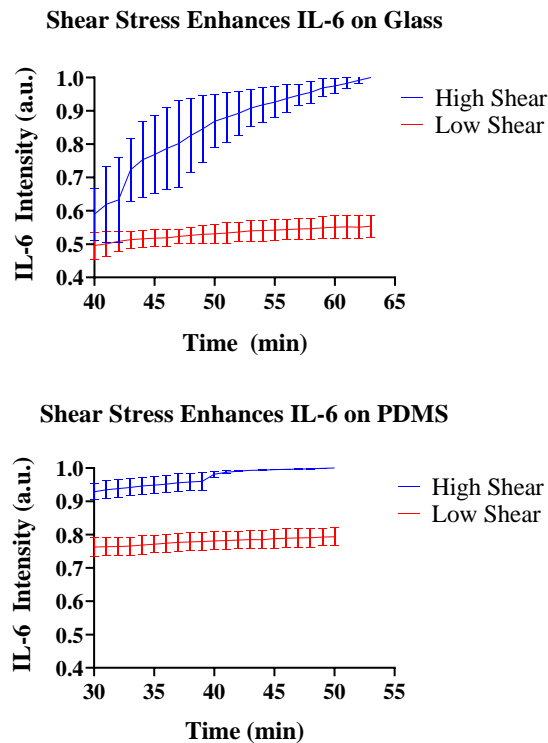 Shear Stress Enhances IL-6 on Glass
IL-6 Intensity (a.u.)
1.0
0.9
0.8
0.7
0.6
0.5
0.4
40 45 50 55 60 65
Time (min)
High Shear
Low Shear
Shear Stress Enhances IL-6 on PDMS
IL-6 Intensity (a.u.)
1.0
0.9
0.8
0.7
0.6
0.5
0.4
30 35 40 45 50 55
Time (min)
High Shear
Low Shear